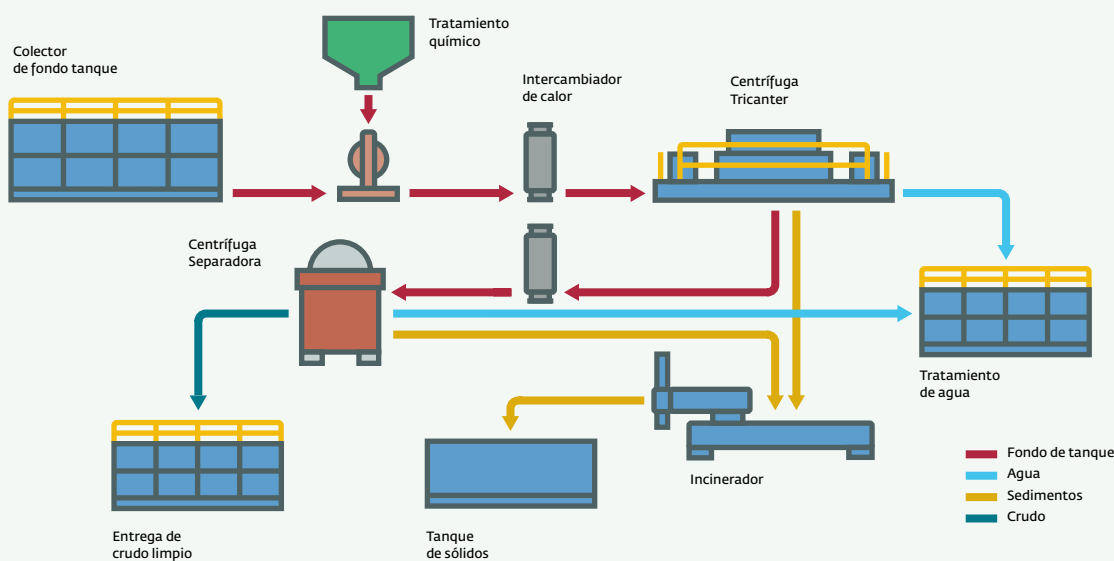 Tratamiento
químico
Colector
de fondo tanque
Intercambiador
de calor
Centrífuga
Tricanter
Centrífuga
Separadora
Tratamiento
de agua
Incinerador
Entrega de
crudo limpio
Tanque
de sólidos
Fondo de tanque
Agua
Sedimentos
Crudo